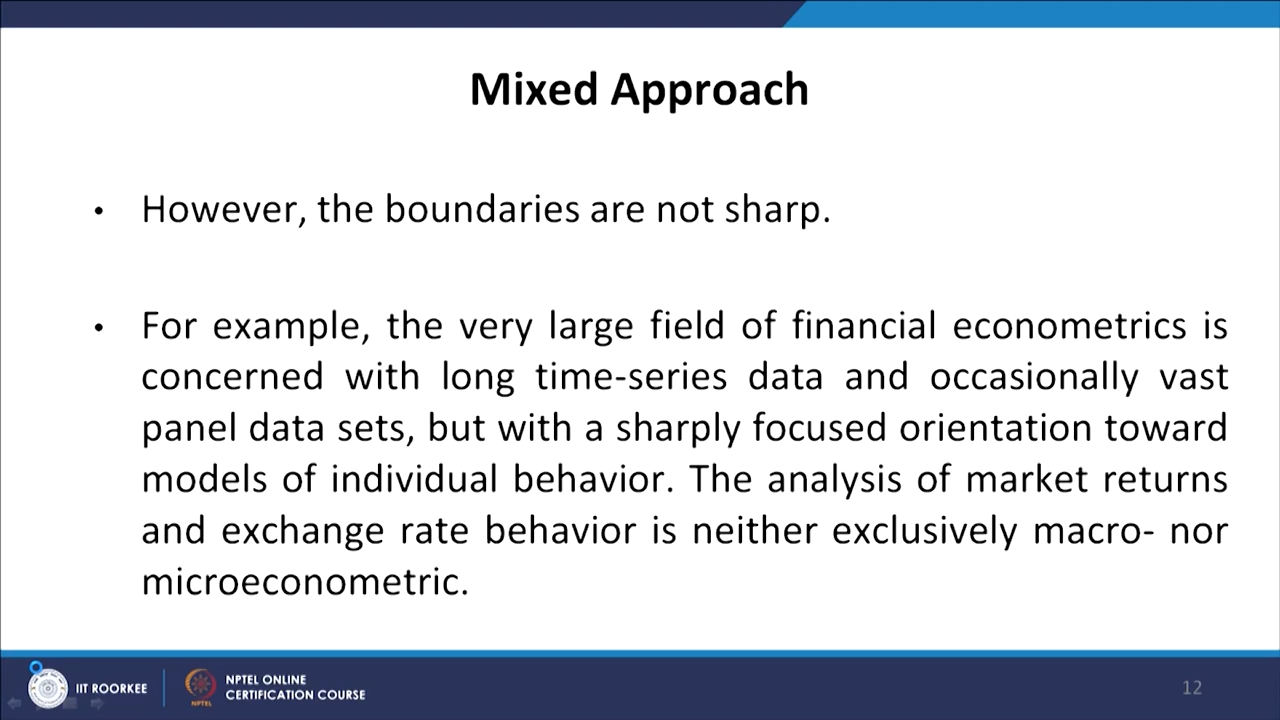 Mixed Approach
• However, the boundaries are not sharp.
• For example, the very large field of financial econometrics is
concerned with long time-series data and occasionally vast
panel data sets, but with a sharply focused orientation toward
models of individual behavior. The analysis of market returns
and exchange rate behavior is neither exclusively macro- nor
microeconometric.
IIT ROORKEE
NPTEL
NPTEL ONLINE
CERTIFICATION COURSE
12